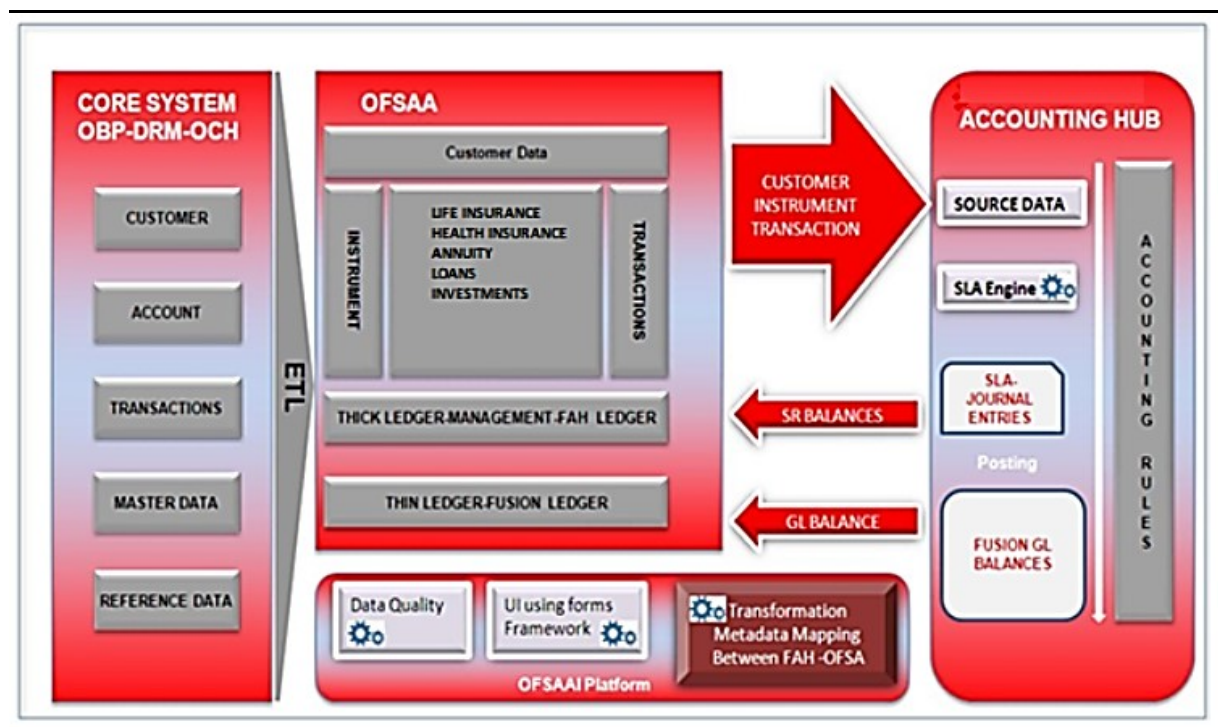 CORE SYSTEM
OBP-DRM-OCH
CUSTOMER
ACCOUNT
TRANSACTIONS
MASTER DATA
REFERENCE DATA
ETL
OFSAA
Customer Data
INSTRUMENT
LIFE INSURANCE
HEALTH INSURANCE
ANNUITY
LOANS
INVESTMENTS
TRANSACTIONS
THICK LEDGER-MANAGEMENT-FAH LEDGER
THIN LEDGER-FUSION LEDGER
CUSTOMER
INSTRUMENT
TRANSACTION
SR BALANCES
GL BALANCE
ACCOUNTING HUB
SOURCE DATA
SLA Engine
SLA-
JOURNAL
ENTRIES
Posting
FUSION GL
BALANCES
ACCOUNTING RULES
Data Quality
UI using forms
Framework
Transformation
Metadata Mapping
Between FAH -OFSA
OFSAAI Platform